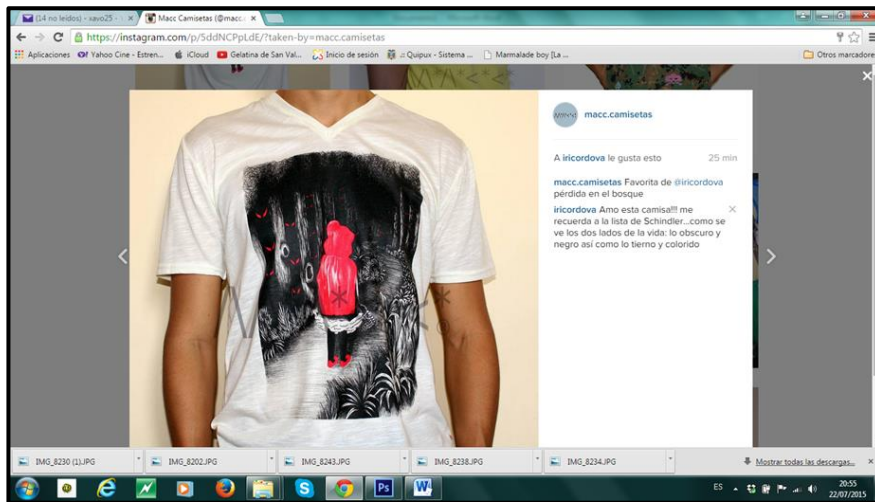 (14 no leidos) - xavo25 - 
Macc Camisetas (@macc.c
https://instagram.com/p/5ddNCPpLdE/?taken-by=macc.camisetas
Aplicaciones Yahoo Cine - Estren... iCloud Gelatina de San Val... Inicio de sesión .:: Quipux - Sistema ... Marmalade boy [La ... Otros marcadores
macc.camisetas
A iricordova le gusta esto 25 min
macc.camisetas Favorita de @iricordova
pérdida en el bosque
iricordova Amo esta camisa!!! me
recuerda a la lista de Schindler...como se
ve los dos lados de la vida: lo obscuro y
negro así como lo tierno y colorido
IMG_8230 (1).JPG IMG_8202.JPG IMG_8243.JPG IMG_8238.JPG IMG_8234.JPG Mostrar todas las descargas...
ES 20:55
22/07/2015